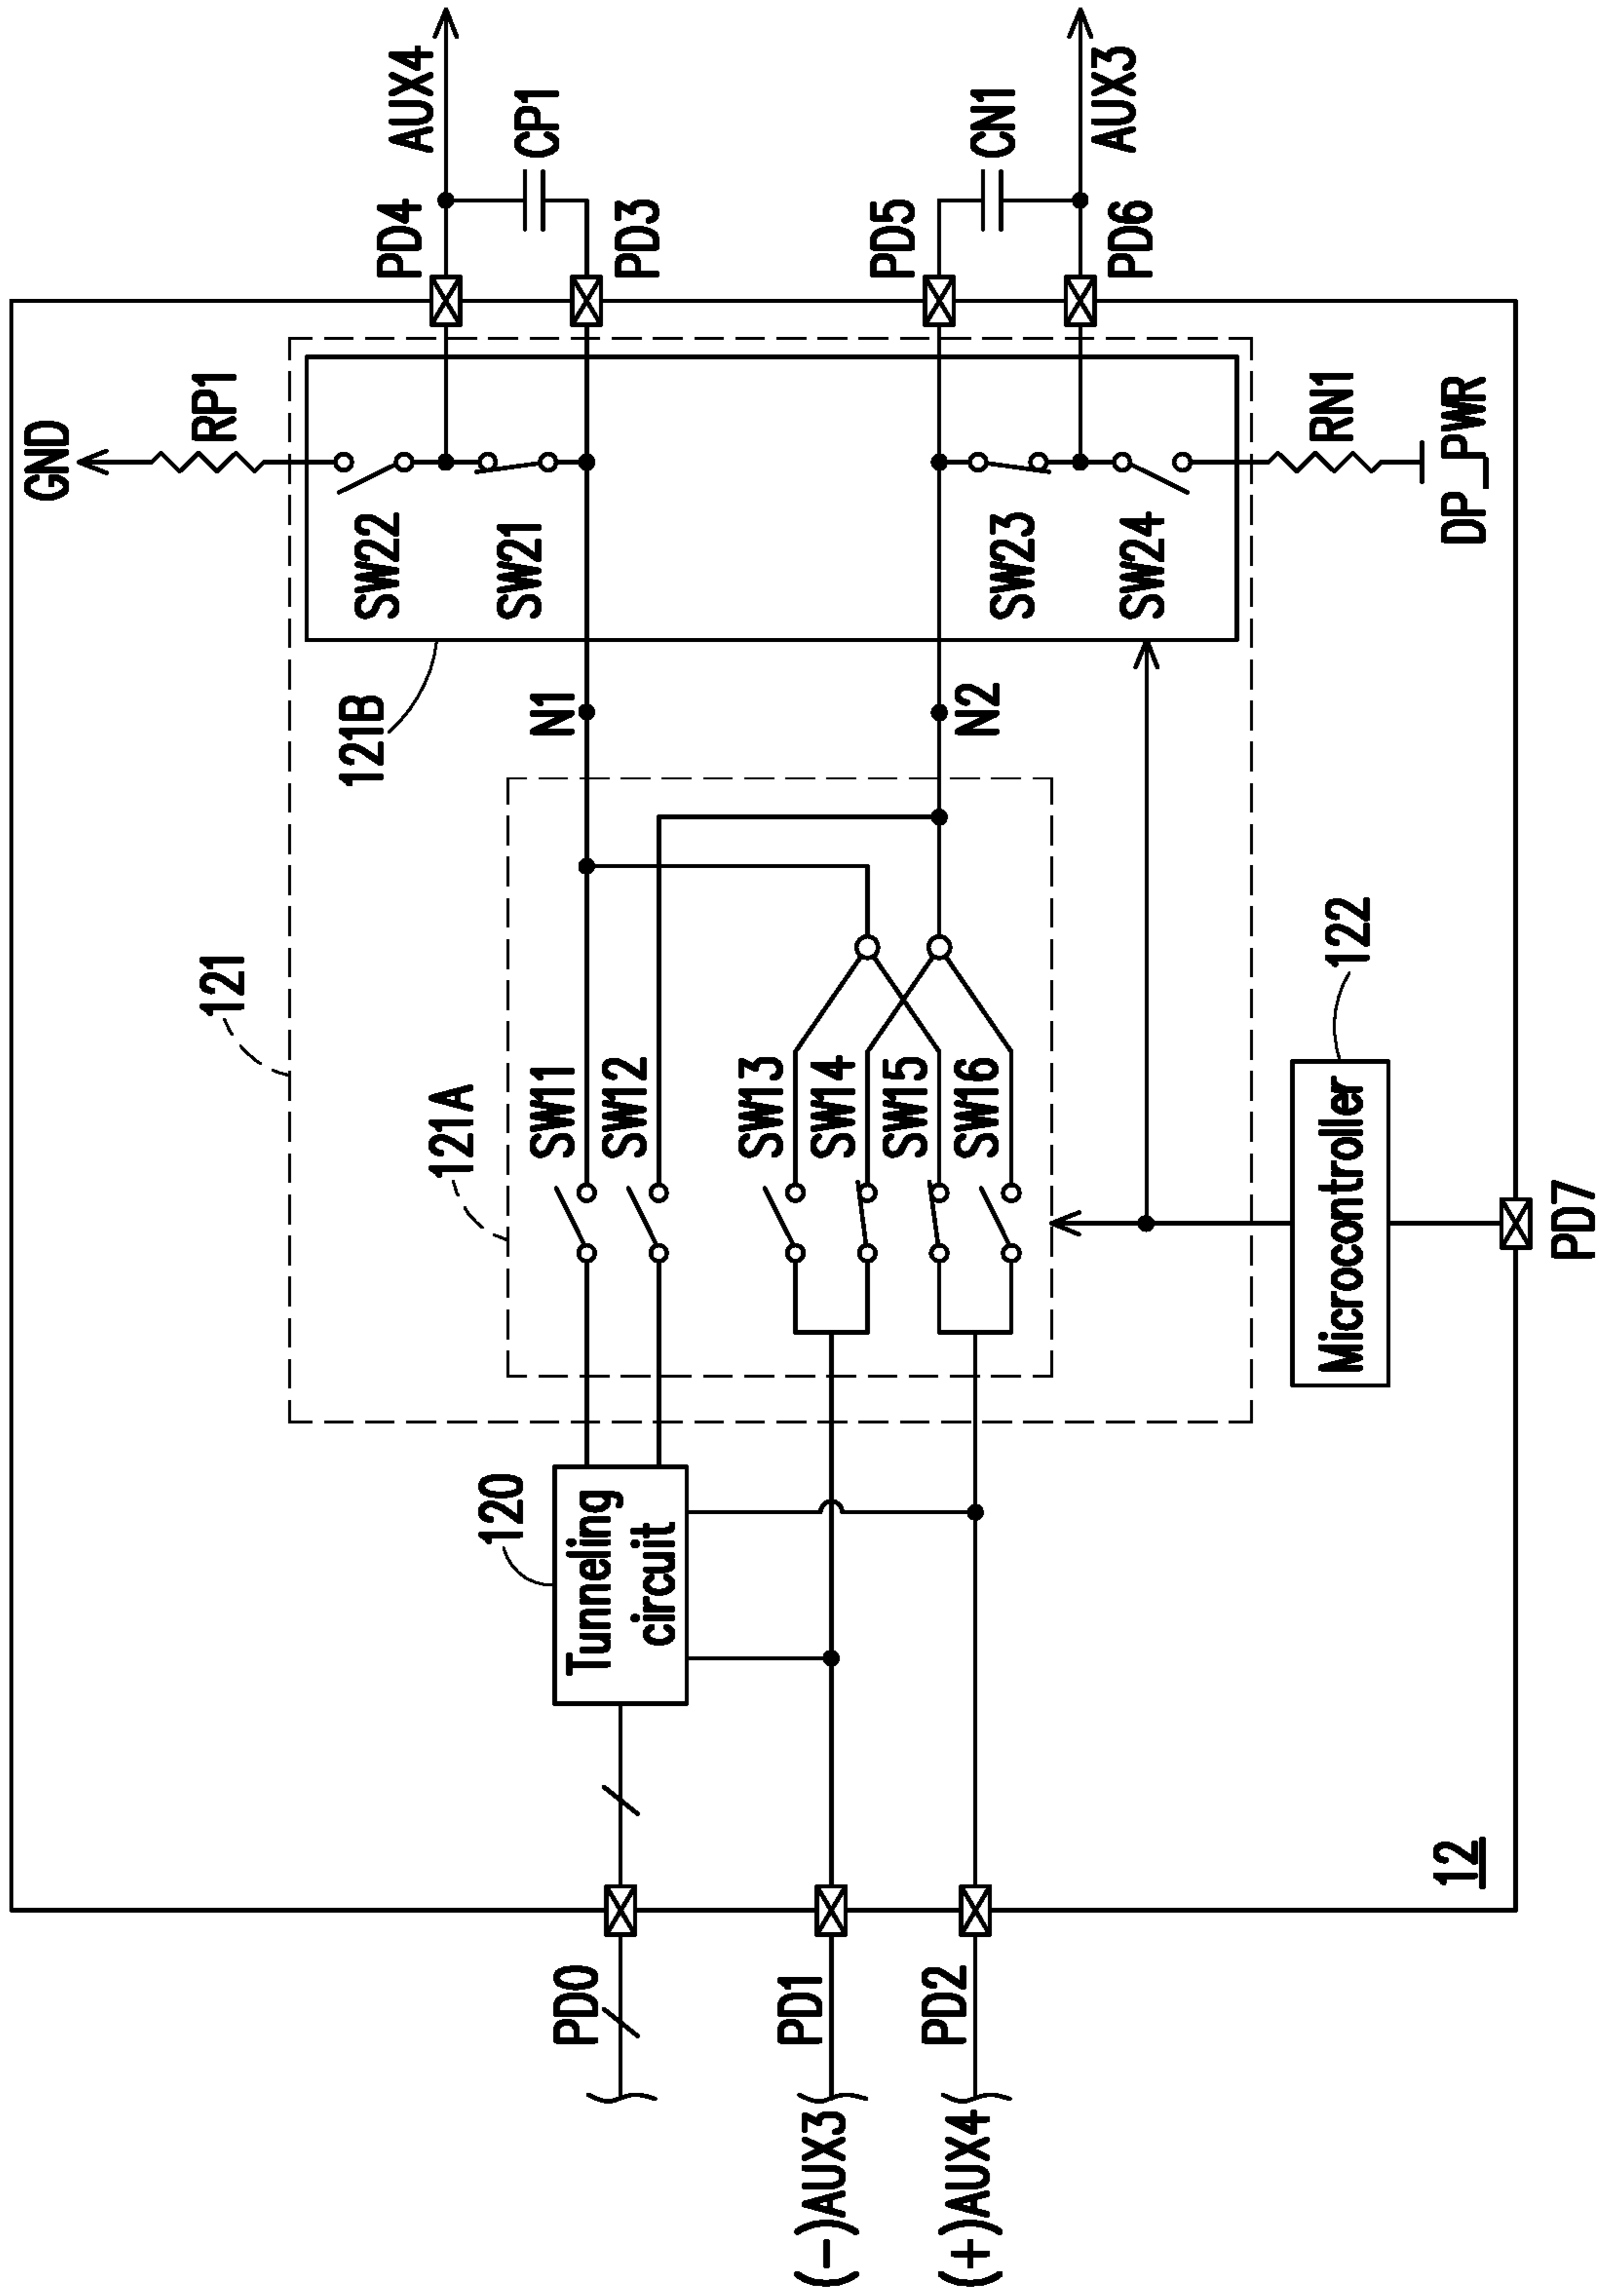 GND
RP1
AUX4
CP1
PD4
PD3
SW22
SW21
121B
N1
121
121A
SW11
SW12
SW13
SW14
SW15
SW16
N2
PD5
PD6
CN1
AUX3
SW23
SW24
RN1
DP_PWR
120
Tunneling
circuit
Microcontroller
122
PD7
PD0
PD1
PD2
(−)AUX3
(+)AUX4
12